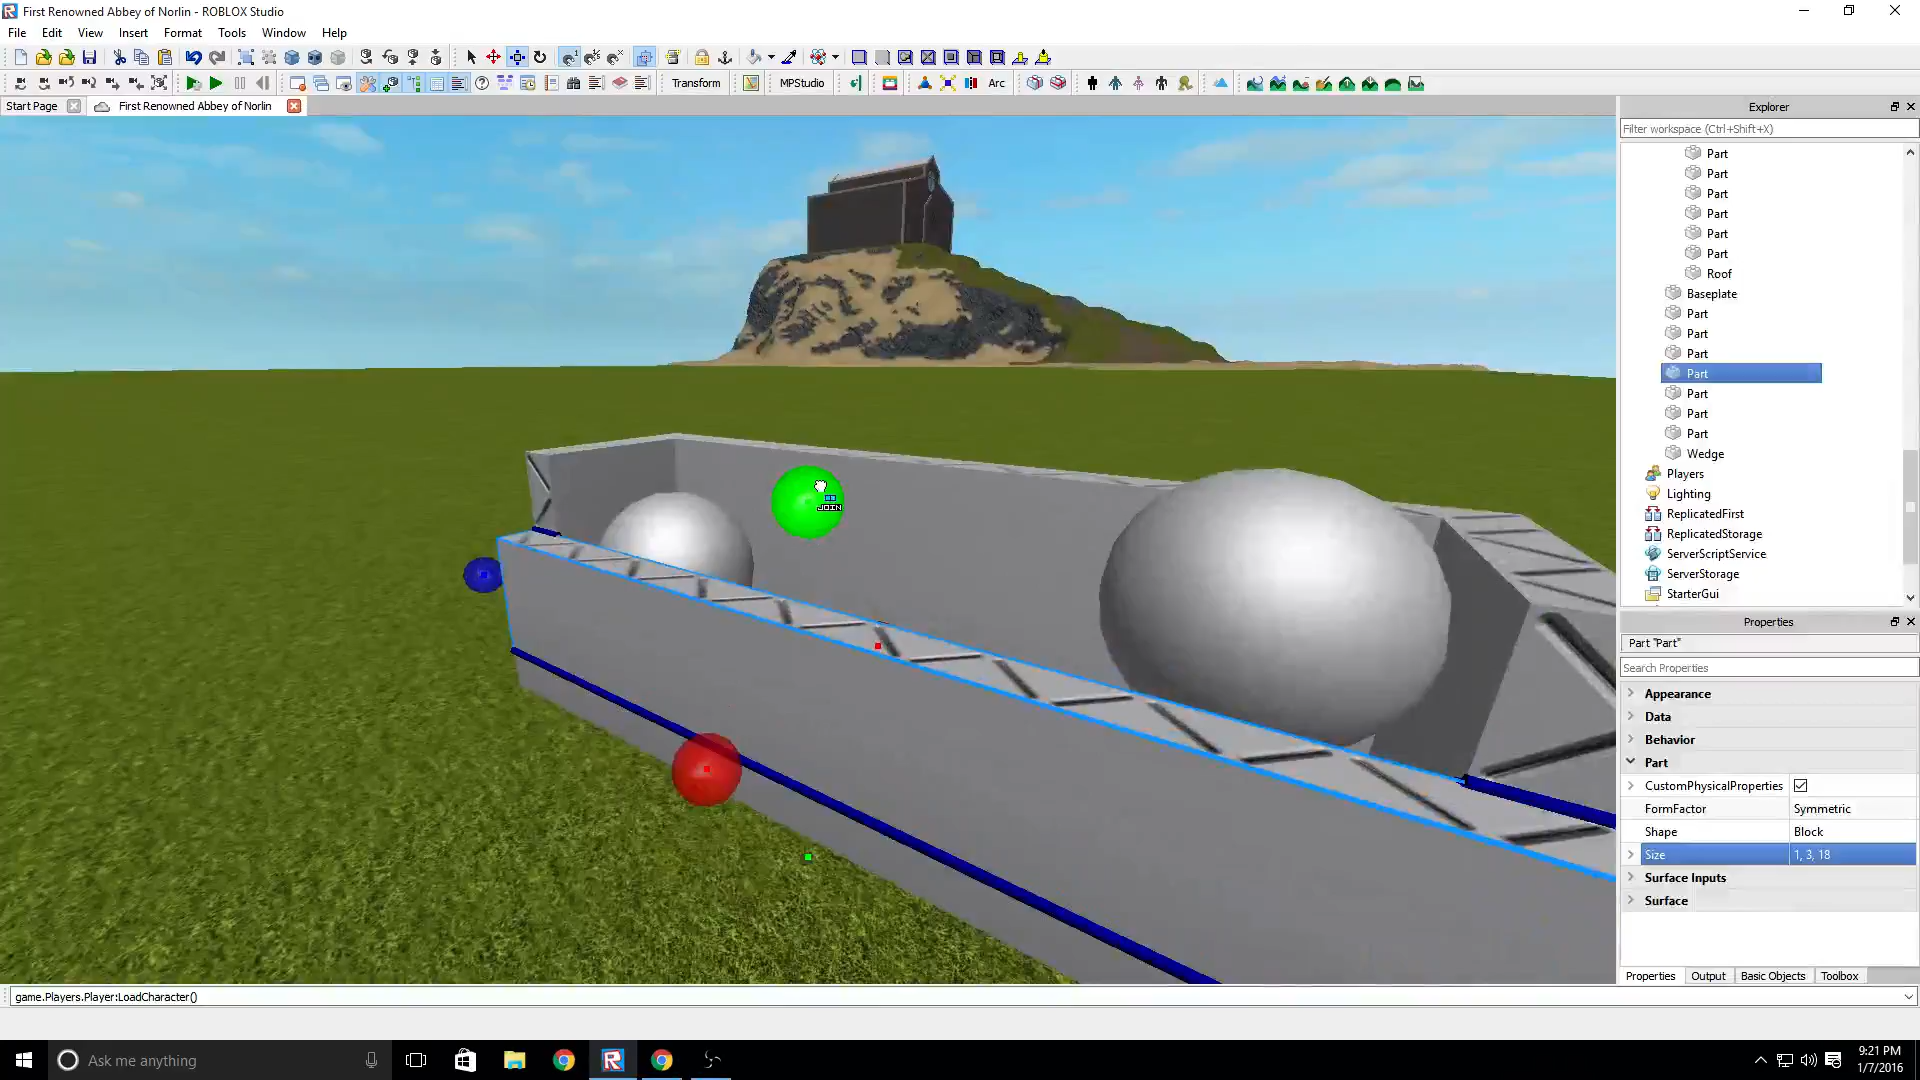 First Renowned Abbey of Norlin - ROBLOX Studio
File Edit View Insert Format Tools Window Help
Transform MPStudio Arc
Start Page First Renowned Abbey of Norlin
Explorer
Filter workspace (Ctrl+Shift+X)
Part
Part
Part
Part
Part
Part
Roof
Baseplate
Part
Part
Part
Part
Part
Part
Part
Wedge
Players
Lighting
ReplicatedFirst
ReplicatedStorage
ServerScriptService
ServerStorage
StarterGui
JOIN
Properties
Part "Part"
Search Properties
Appearance
Data
Behavior
Part
CustomPhysicalProperties
FormFactor Symmetric
Shape Block
Size 1, 3, 18
Surface Inputs
Surface
Properties Output Basic Objects Toolbox
game.Players.Player:LoadCharacter()
Ask me anything
9:21 PM
1/7/2016